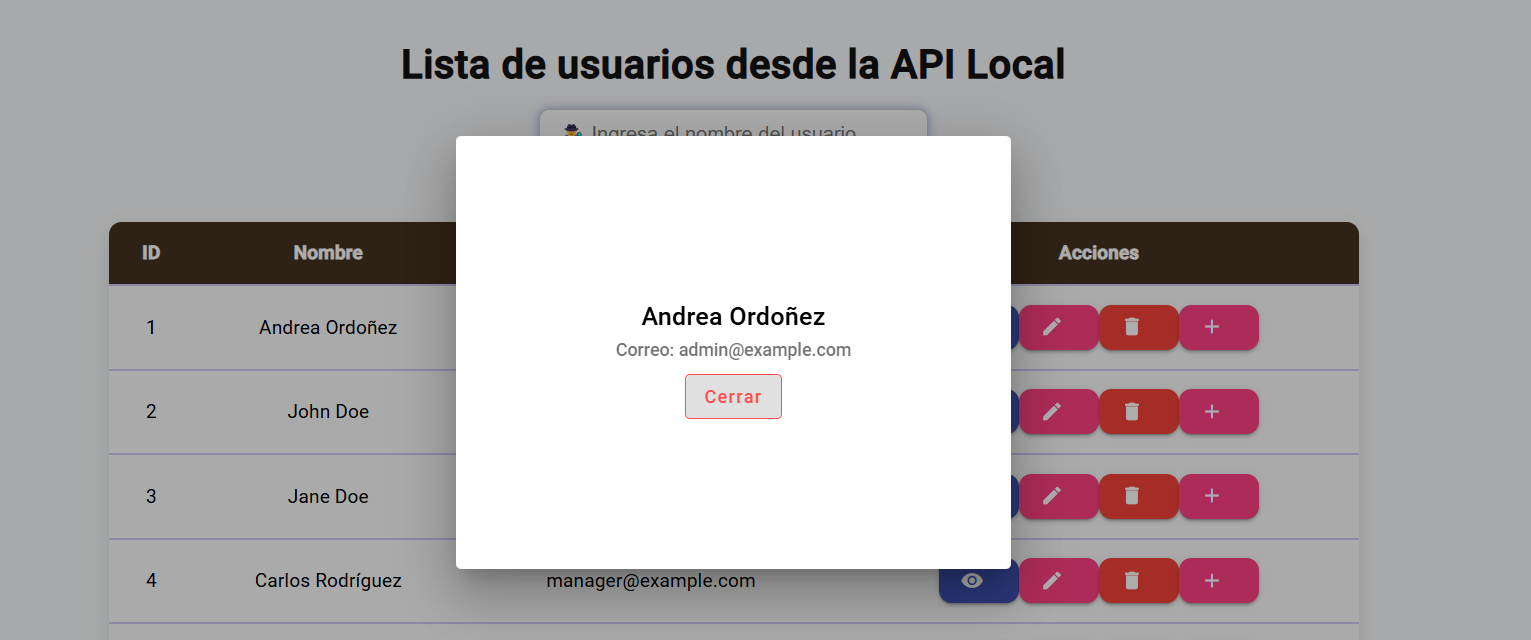 Lista de usuarios desde la API Local
Ingresa el nombre del usuario
ID Nombre Acciones
1 Andrea Ordoñez
Andrea Ordoñez
Correo: admin@example.com
Cerrar
2 John Doe
3 Jane Doe
4 Carlos Rodríguez manager@example.com